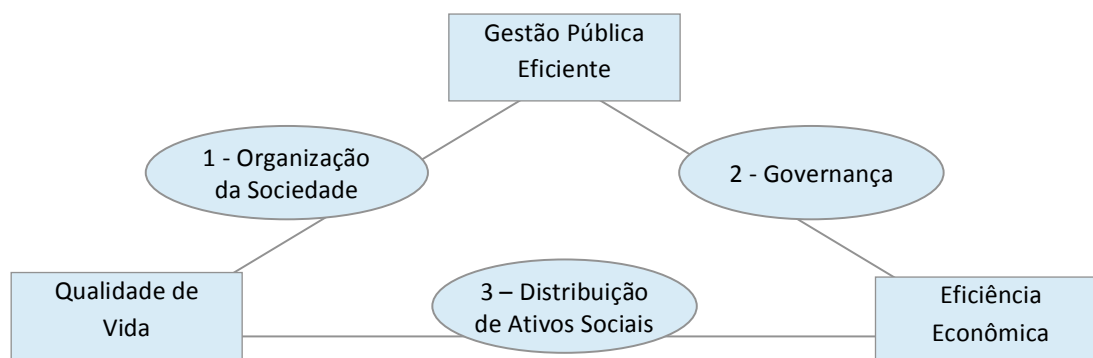 Gestão Pública
Eficiente
1 - Organização
da Sociedade
2 - Governança
Qualidade de
Vida
3 – Distribuição
de Ativos Sociais
Eficiência
Econômica